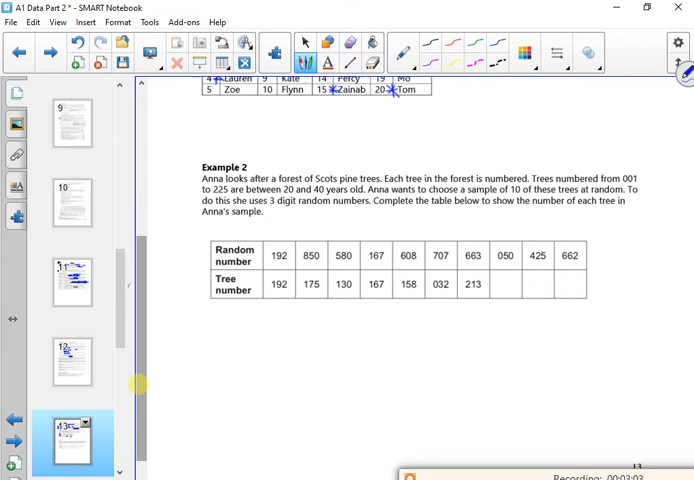 A1 Data Part 2 * - SMART Notebook
File Edit View Insert Format Tools Add-ons Help
4 Lauren 9 Kate 14 Percy 19 Mo
5 Zoe 10 Flynn 15 Zainab 20 Tom
9
10
11
12
13
Example 2
Anna looks after a forest of Scots pine trees. Each tree in the forest is numbered. Trees numbered from 001
to 225 are between 20 and 40 years old. Anna wants to choose a sample of 10 of these trees at random. To
do this she uses 3 digit random numbers. Complete the table below to show the number of each tree in
Anna's sample.
Random number 192 850 580 167 608 707 663 050 425 662
Tree number 192 175 130 167 158 032 213
13
Recording: 00:03:03